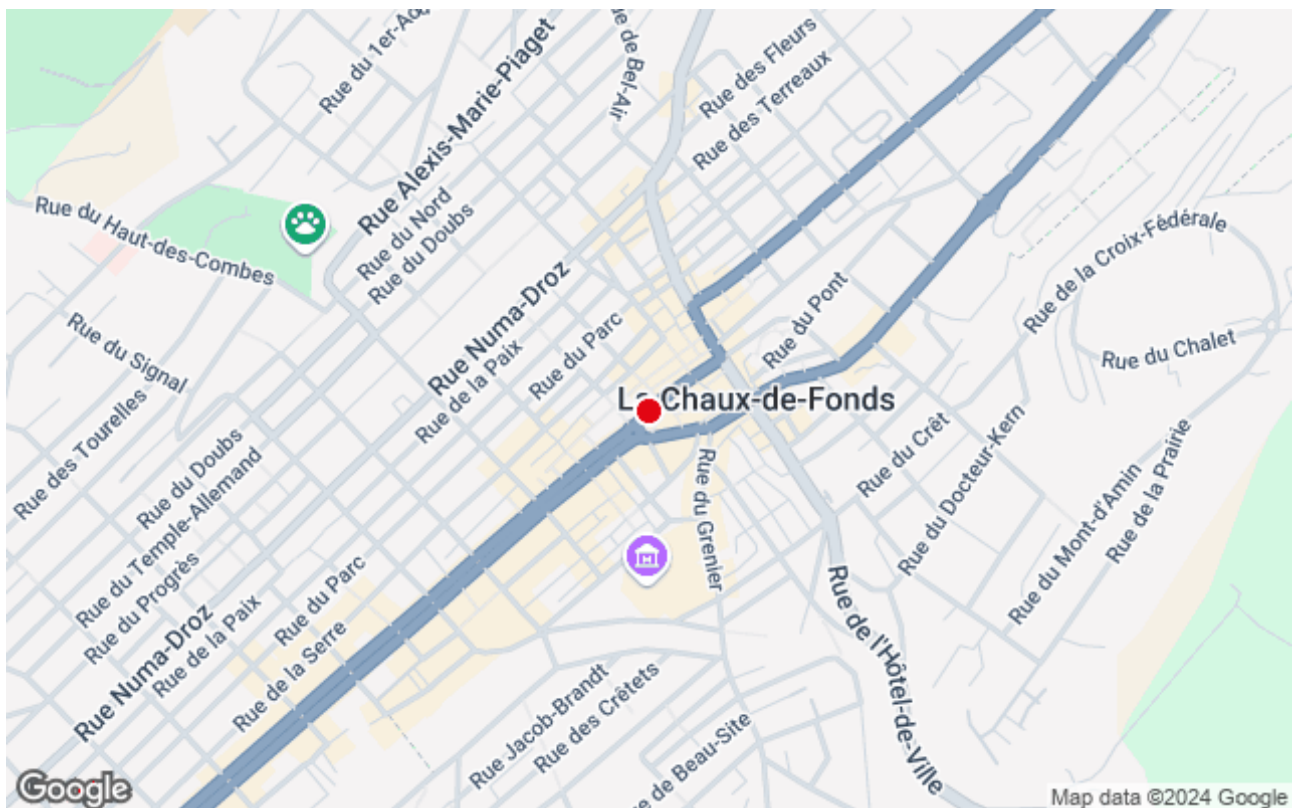 Rue du 1er-Ao
Rue Alexis-Marie-Piaget
e de Bel-Air
Rue des Fleurs
Rue des Terreaux
Rue du Haut-des-Combes
Rue du Nord
Rue du Doubs
Rue de la Croix-Fédérale
Rue du Signal
Rue Numa-Droz
Rue de la Paix
Rue du Parc
Rue du Pont
Rue du Chalet
La Chaux-de-Fonds
Rue des Tourelles
Rue du Doubs
Rue du Temple-Allemand
Rue du Progrès
Rue Numa-Droz
Rue de la Paix
Rue du Parc
Rue de la Serre
Rue du Grenier
Rue du Crêt
Rue du Docteur-Kern
Rue du Mont-d'Amin
Rue de la Prairie
Rue de l'Hôtel-de-Ville
Rue Jacob-Brandt
Rue des Crêtets
e de Beau-Site
M
Google
Map data ©2024 Google